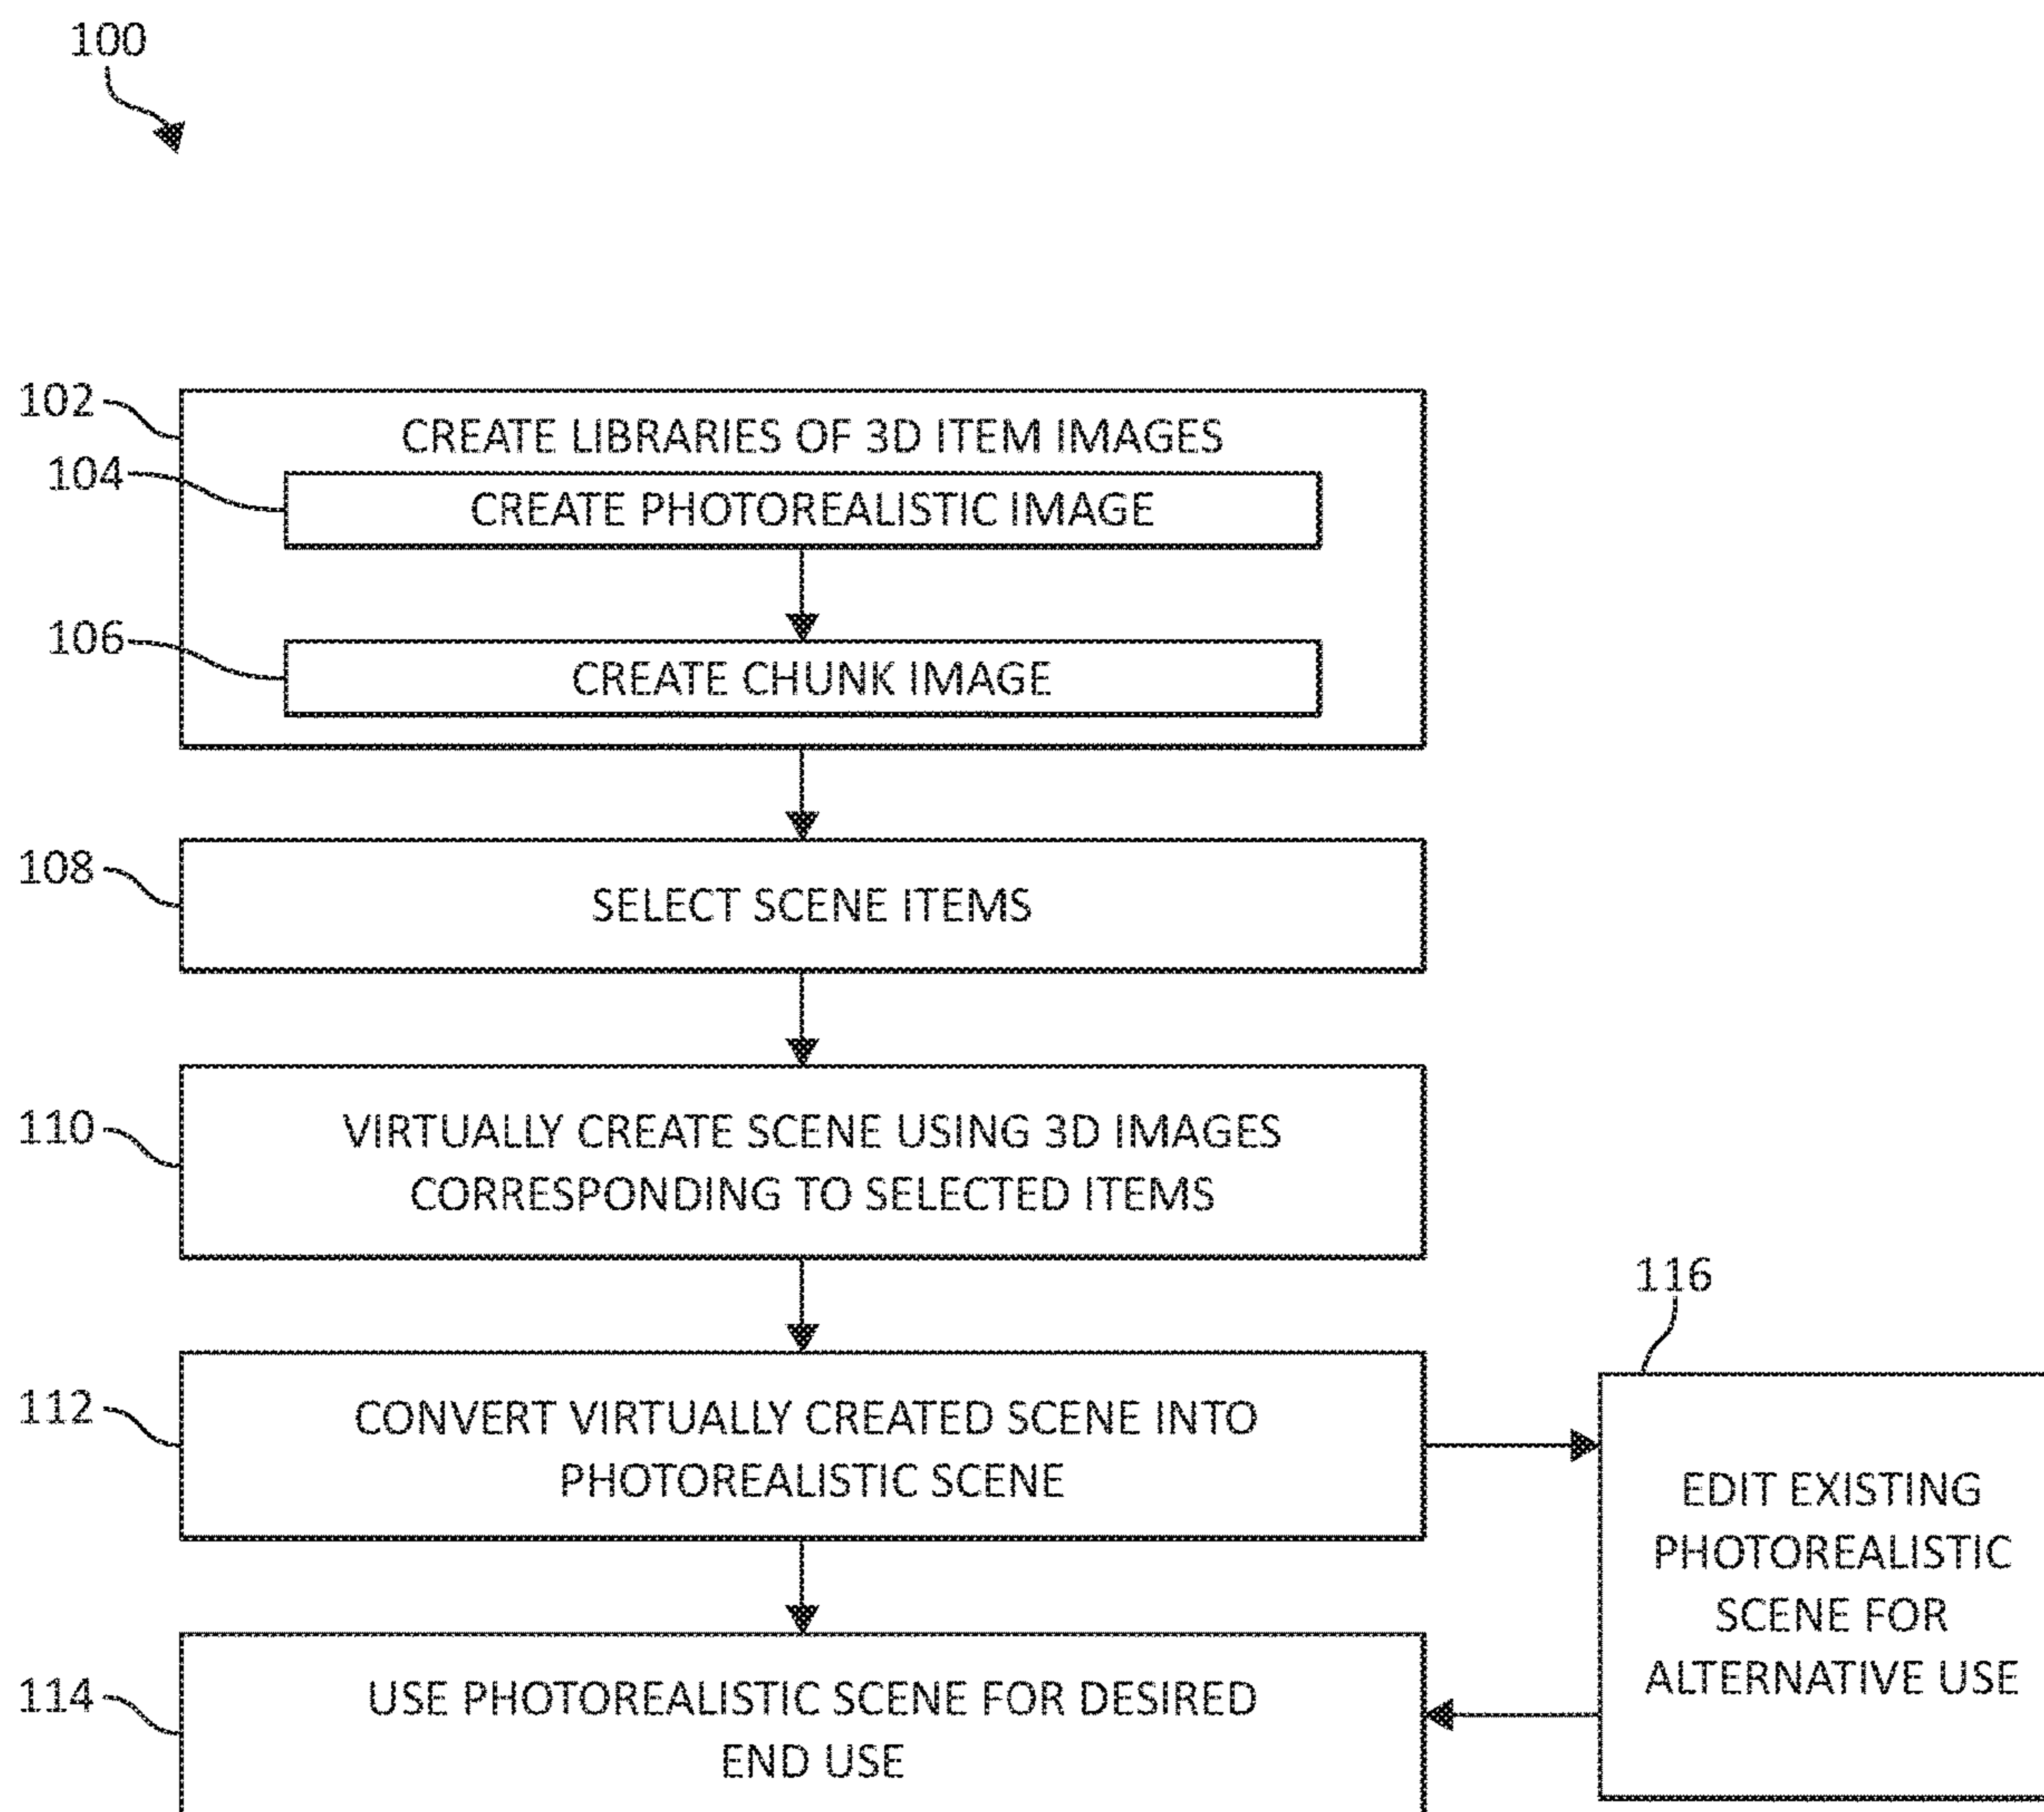 100
102
CREATE LIBRARIES OF 3D ITEM IMAGES
104
CREATE PHOTOREALISTIC IMAGE
106
CREATE CHUNK IMAGE
108
SELECT SCENE ITEMS
110
VIRTUALLY CREATE SCENE USING 3D IMAGES
CORRESPONDING TO SELECTED ITEMS
112
CONVERT VIRTUALLY CREATED SCENE INTO
PHOTOREALISTIC SCENE
116
EDIT EXISTING
PHOTOREALISTIC
SCENE FOR
ALTERNATIVE USE
114
USE PHOTOREALISTIC SCENE FOR DESIRED
END USE